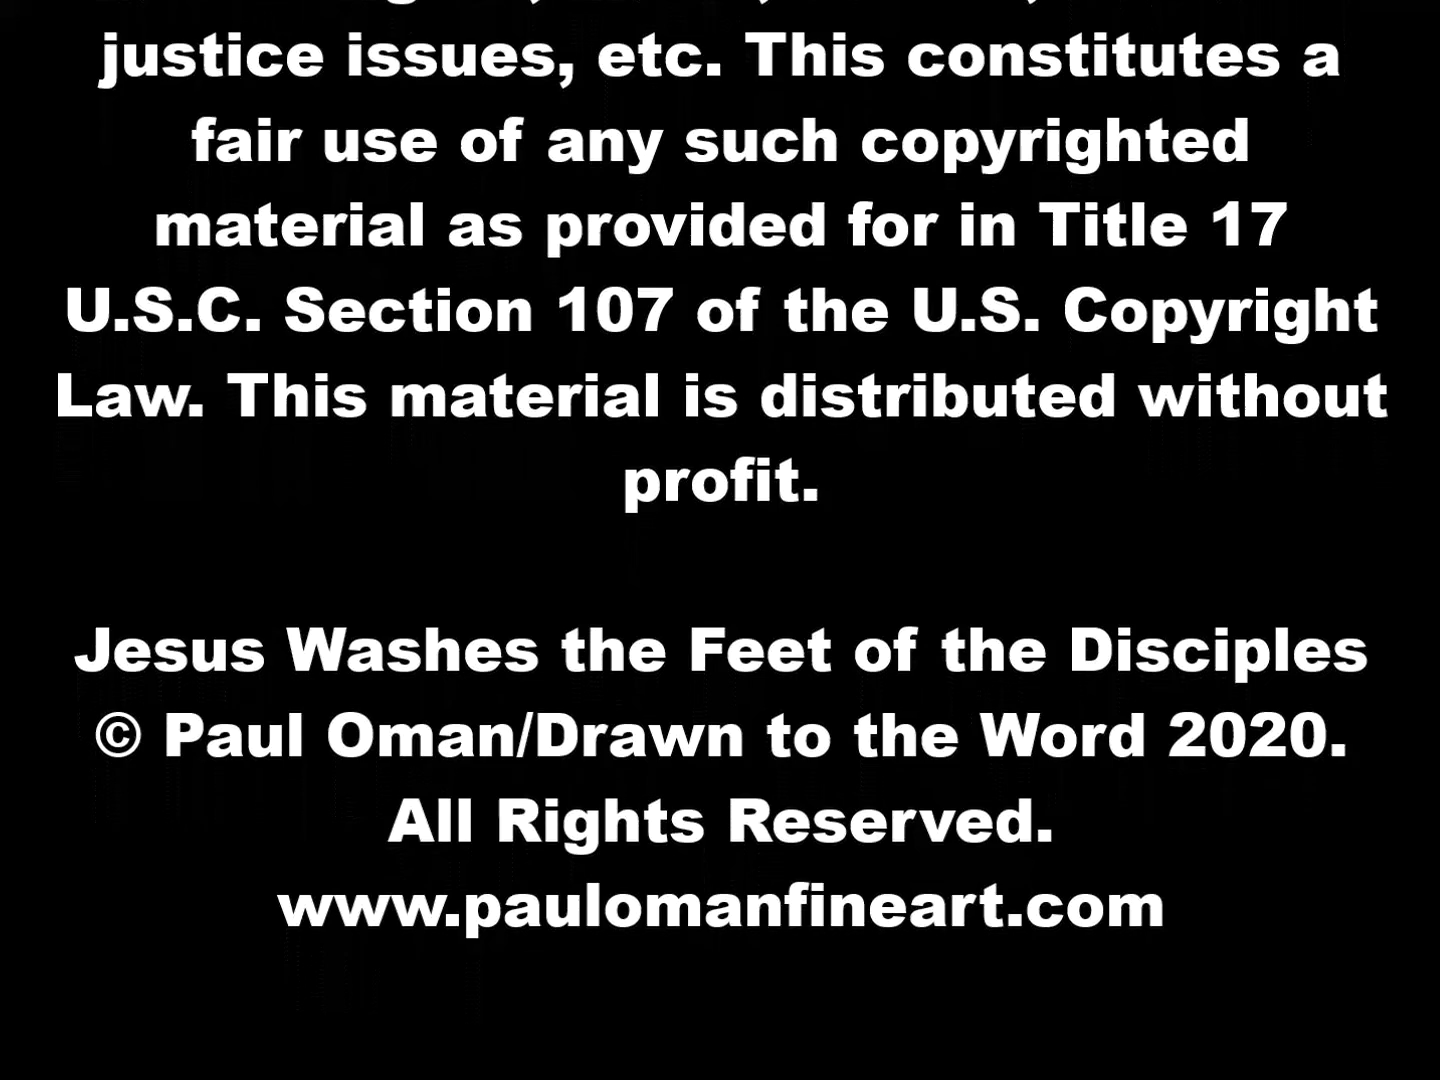 justice issues, etc. This constitutes a
fair use of any such copyrighted
material as provided for in Title 17
U.S.C. Section 107 of the U.S. Copyright
Law. This material is distributed without
profit.
Jesus Washes the Feet of the Disciples
© Paul Oman/Drawn to the Word 2020.
All Rights Reserved.
www.paulomanfineart.com